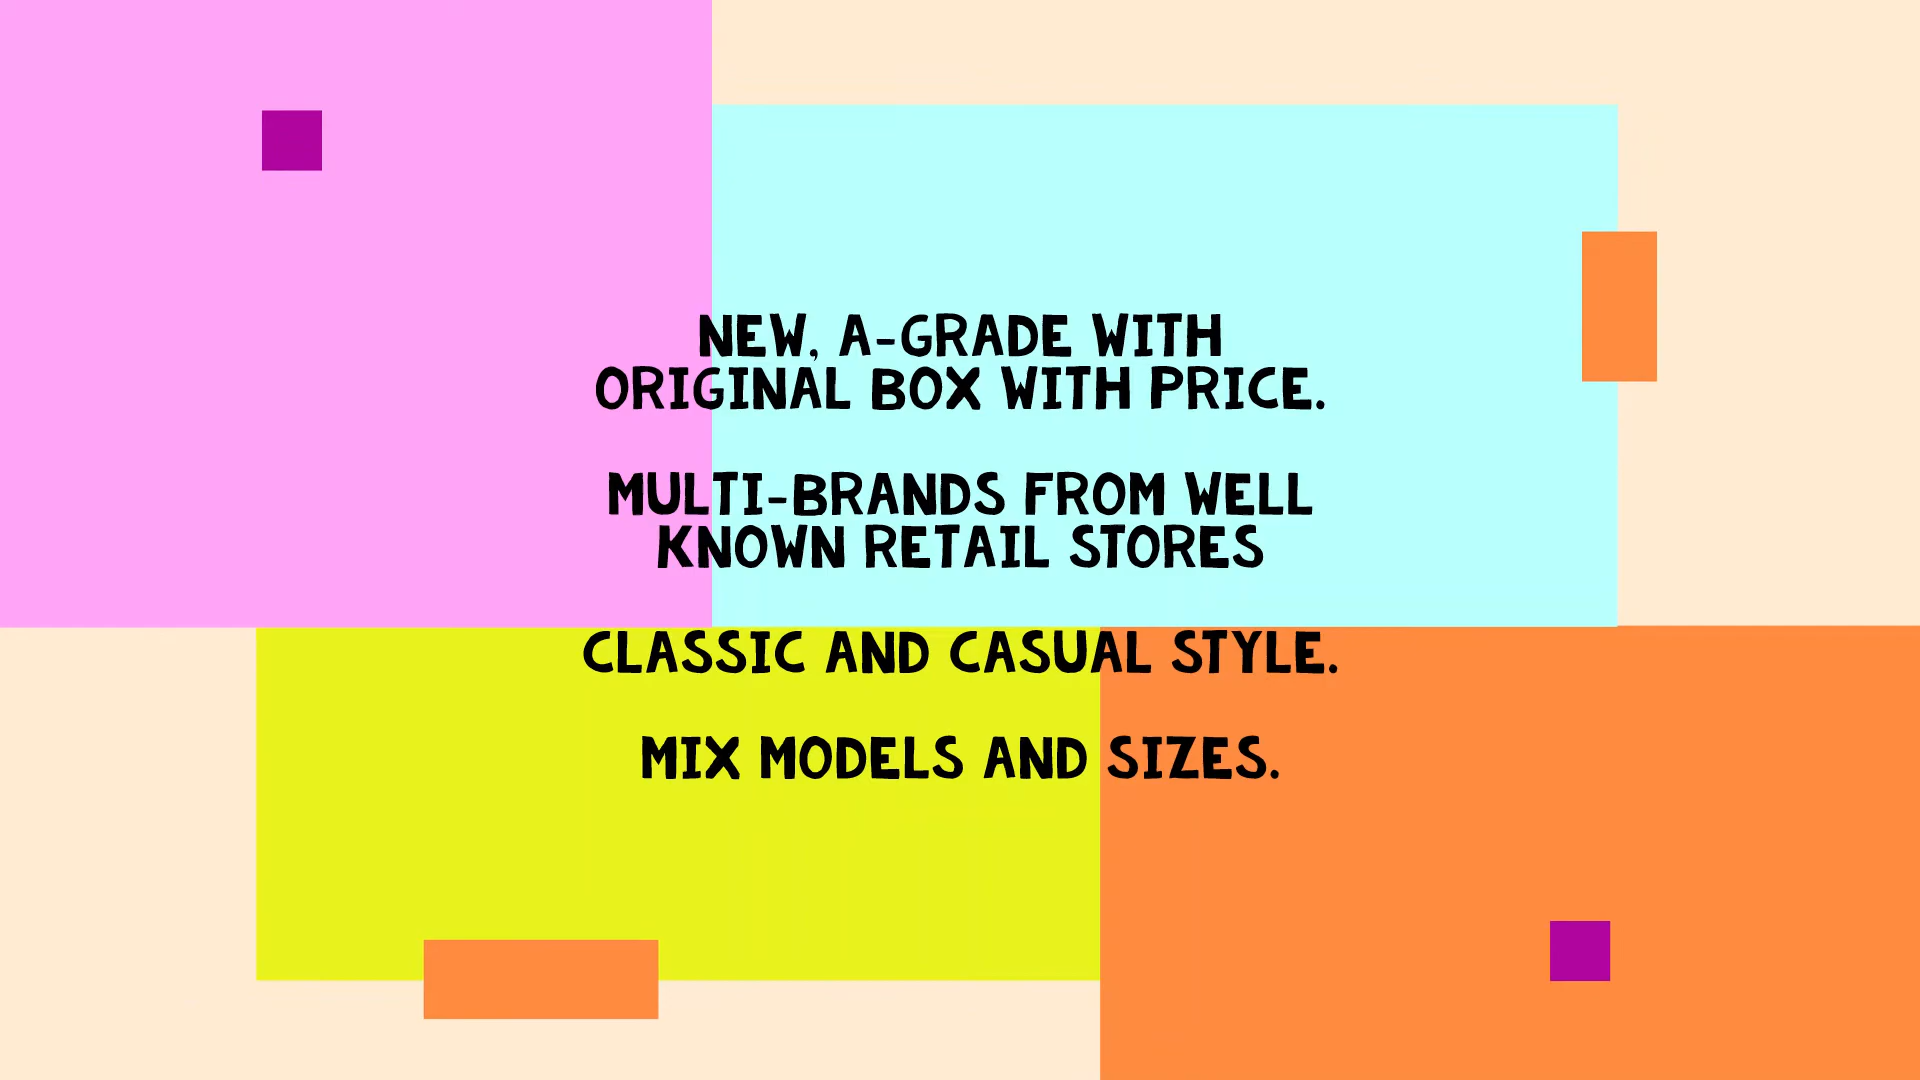 NEW, A-GRADE WITH
ORIGINAL BOX WITH PRICE.
MULTI-BRANDS FROM WELL
KNOWN RETAIL STORES
CLASSIC AND CASUAL STYLE.
MIX MODELS AND SIZES.